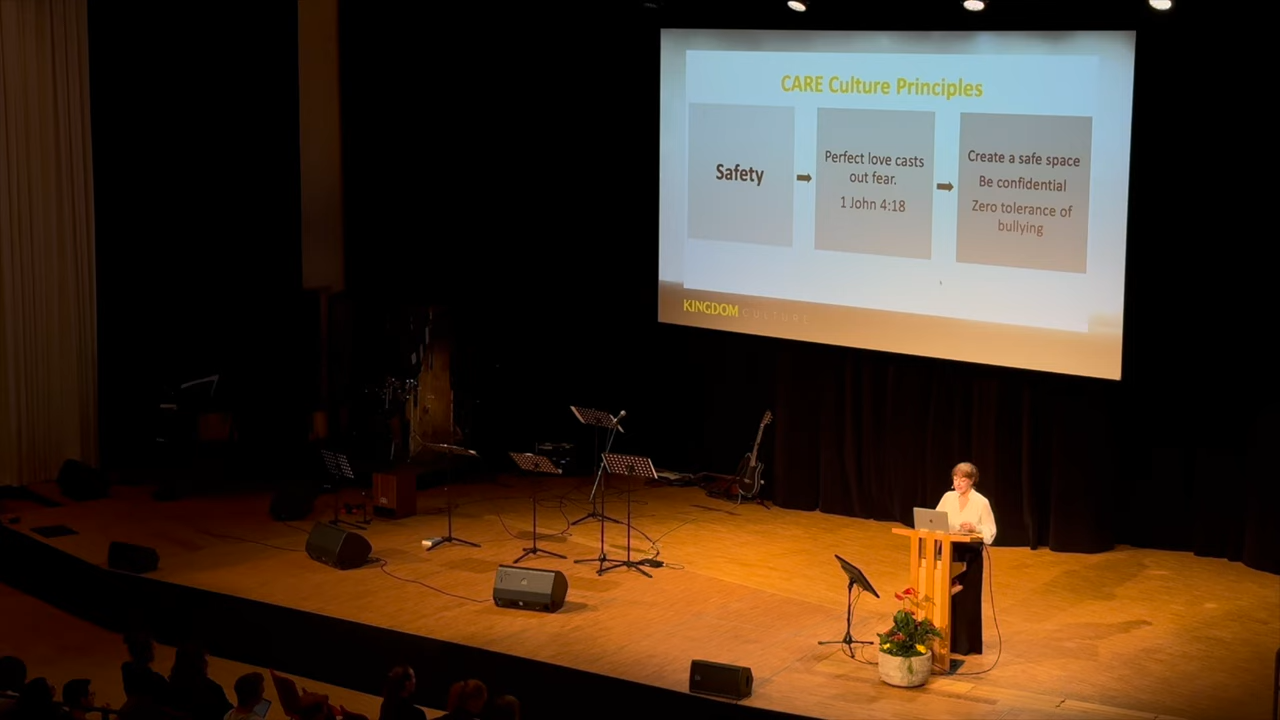 CARE Culture Principles
Safety
Perfect love casts
out fear.
1 John 4:18
Create a safe space
Be confidential
Zero tolerance of
bullying
KINGDOM CULTURE